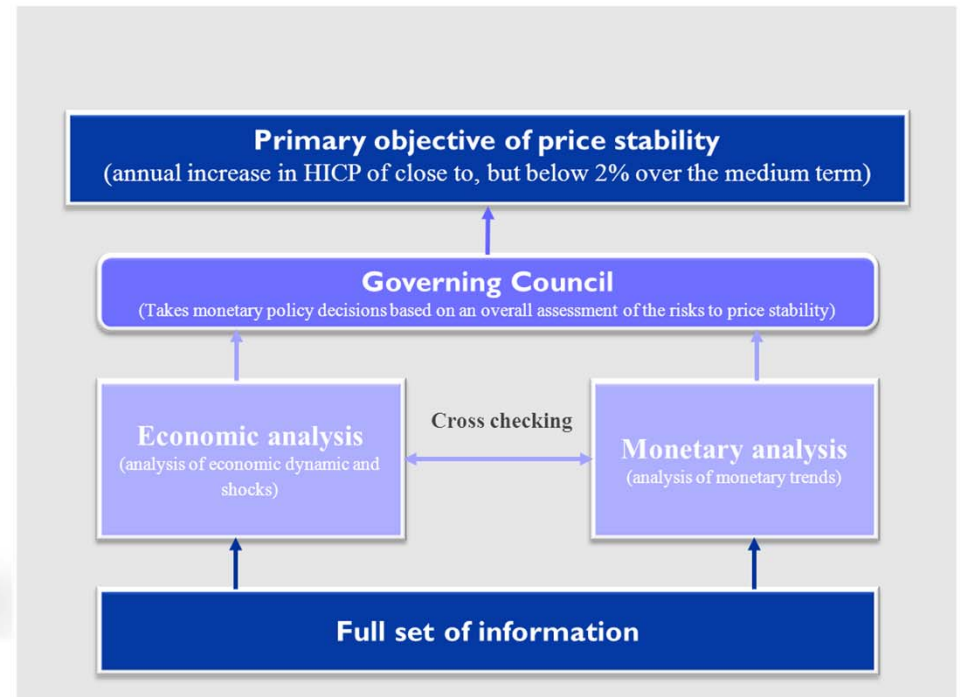 Primary objective of price stability
(annual increase in HICP of close to, but below 2% over the medium term)
Governing Council
(Takes monetary policy decisions based on an overall assessment of the risks to price stability)
Economic analysis
(analysis of economic dynamic and
shocks)
Cross checking
Monetary analysis
(analysis of monetary trends)
Full set of information